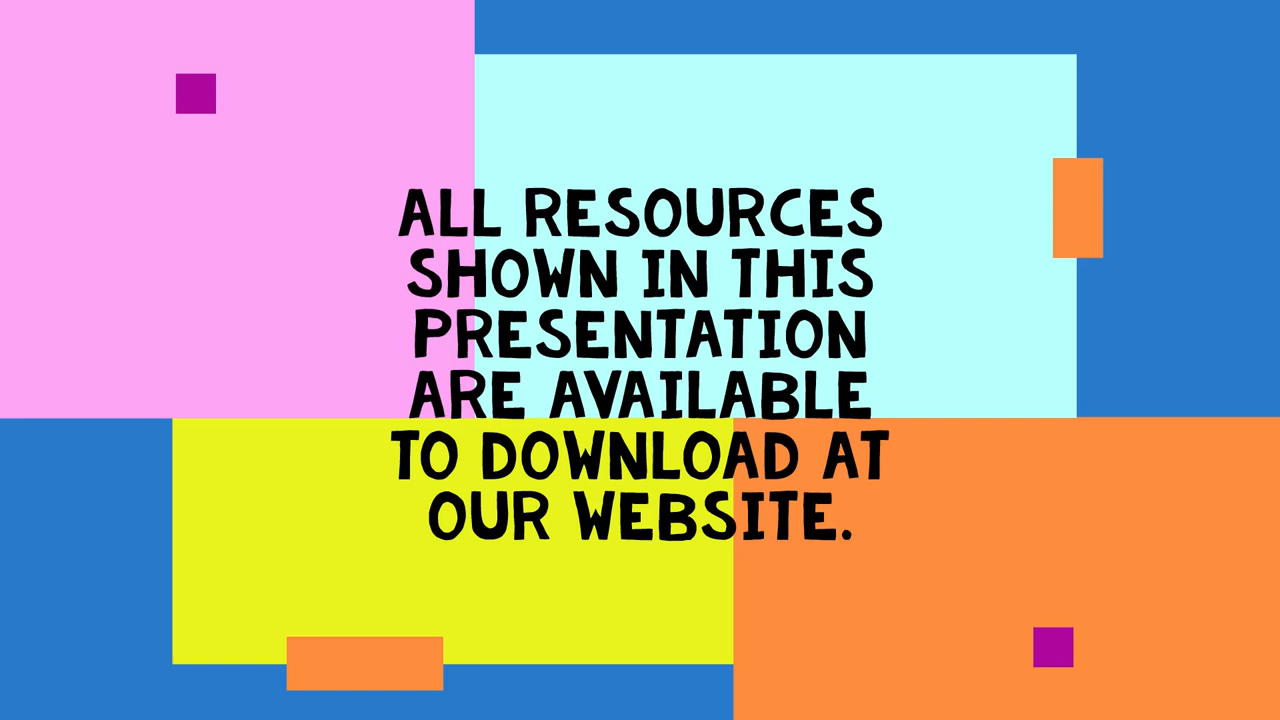 ALL RESOURCES
SHOWN IN THIS
PRESENTATION
ARE AVAILABLE
TO DOWNLOAD AT
OUR WEBSITE.